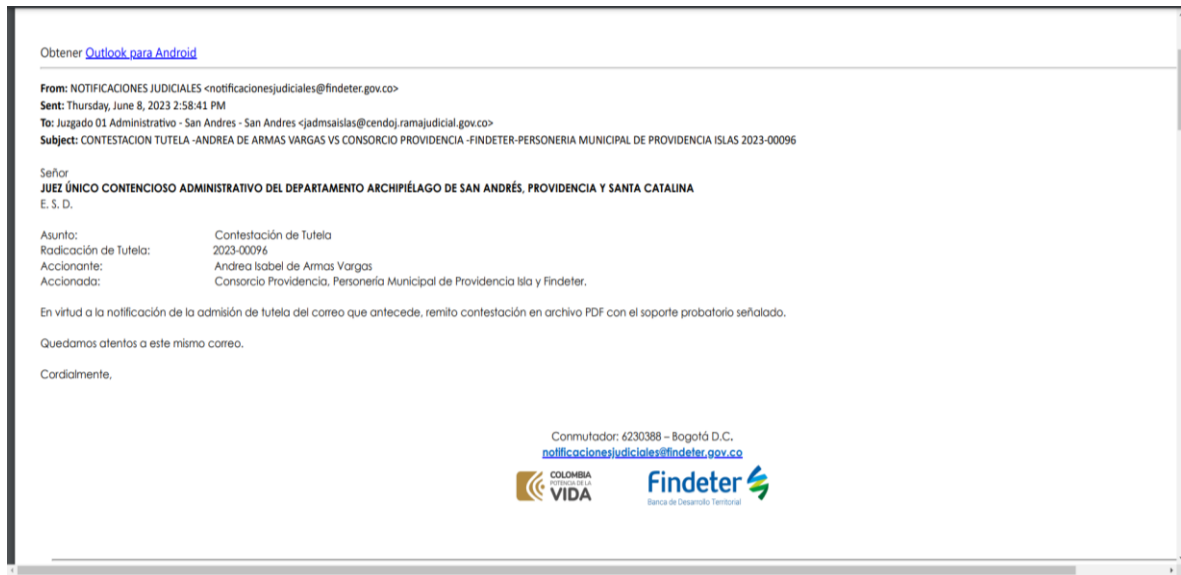 Obtener Outlook para Android
From: NOTIFICACIONES JUDICIALES <notificacionesjudiciales@findeter.gov.co>
Sent: Thursday, June 8, 2023 2:58:41 PM
To: Juzgado 01 Administrativo - San Andres - San Andres <jadmsaislas@cendoj.ramajudicial.gov.co>
Subject: CONTESTACION TUTELA -ANDREA DE ARMAS VARGAS VS CONSORCIO PROVIDENCIA -FINDETER-PERSONERIA MUNICIPAL DE PROVIDENCIA ISLAS 2023-00096
Señor
JUEZ ÚNICO CONTENCIOSO ADMINISTRATIVO DEL DEPARTAMENTO ARCHIPIÉLAGO DE SAN ANDRÉS, PROVIDENCIA Y SANTA CATALINA
E. S. D.
Asunto: Contestación de Tutela
Radicación de Tutela: 2023-00096
Accionante: Andrea Isabel de Armas Vargas
Accionada: Consorcio Providencia, Personería Municipal de Providencia Isla y Findeter.
En virtud a la notificación de la admisión de tutela del correo que antecede, remito contestación en archivo PDF con el soporte probatorio señalado.
Quedamos atentos a este mismo correo.
Cordialmente,
Conmutador: 6230388 – Bogotá D.C.
notificacionesjudiciales@findeter.gov.co
COLOMBIA
POTENCIA DE LA
VIDA
Findeter
Banca de Desarrollo Territorial